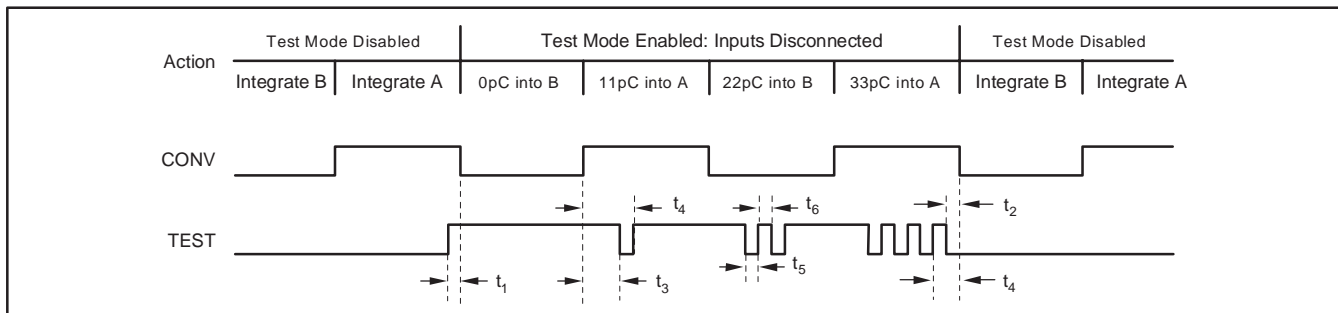 Test Mode Disabled Test Mode Enabled: Inputs Disconnected Test Mode Disabled
Action
Integrate B Integrate A 0pC into B 11pC into A 22pC into B 33pC into A Integrate B Integrate A
CONV
t4 t6 t2
TEST
t5
t1 t3 t4